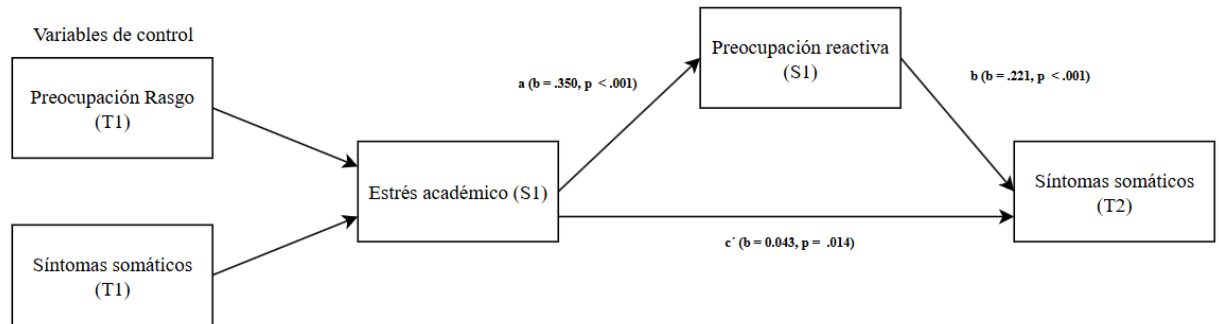 Variables de control
Preocupación Rasgo
(T1)
Síntomas somáticos
(T1)
Estrés académico (S1)
a (b = .350, p < .001)
Preocupación reactiva
(S1)
b (b = .221, p < .001)
c´ (b = 0.043, p = .014)
Síntomas somáticos
(T2)